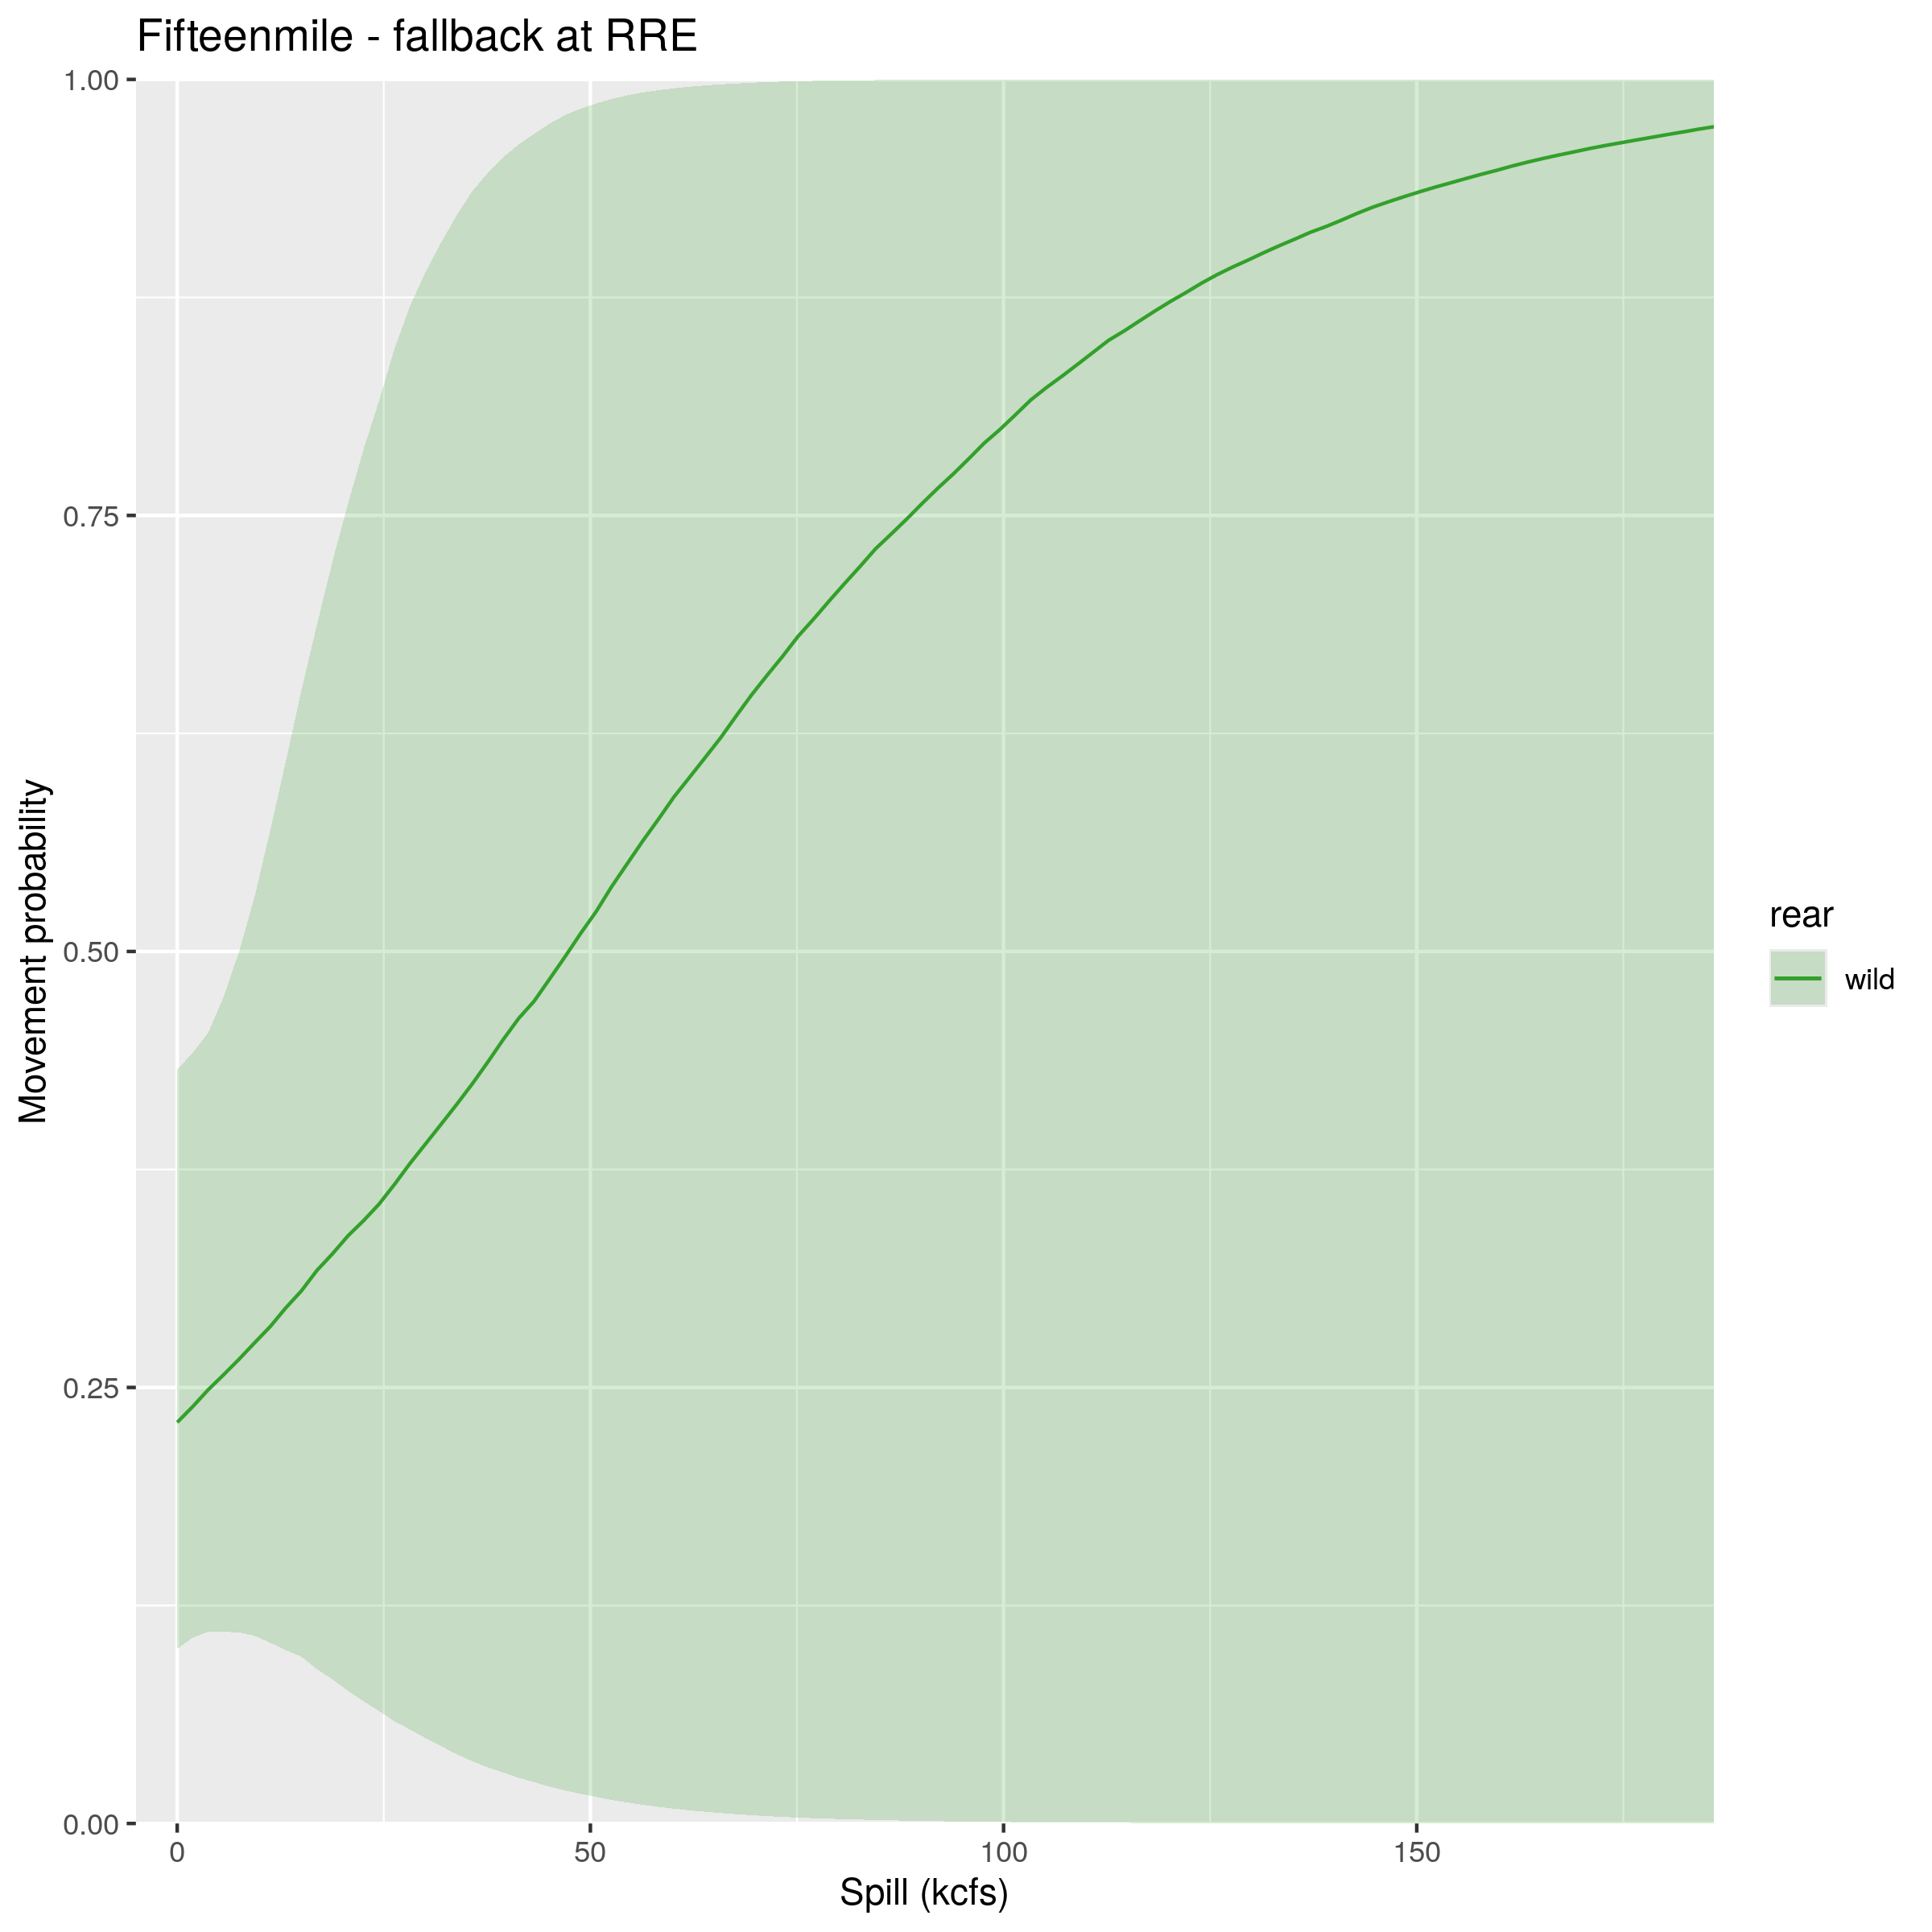 Fifteenmile - fallback at RRE
1.00
0.75
0.50
0.25
0.00
Movement probability
0
50
100
150
Spill (kcfs)
rear
wild